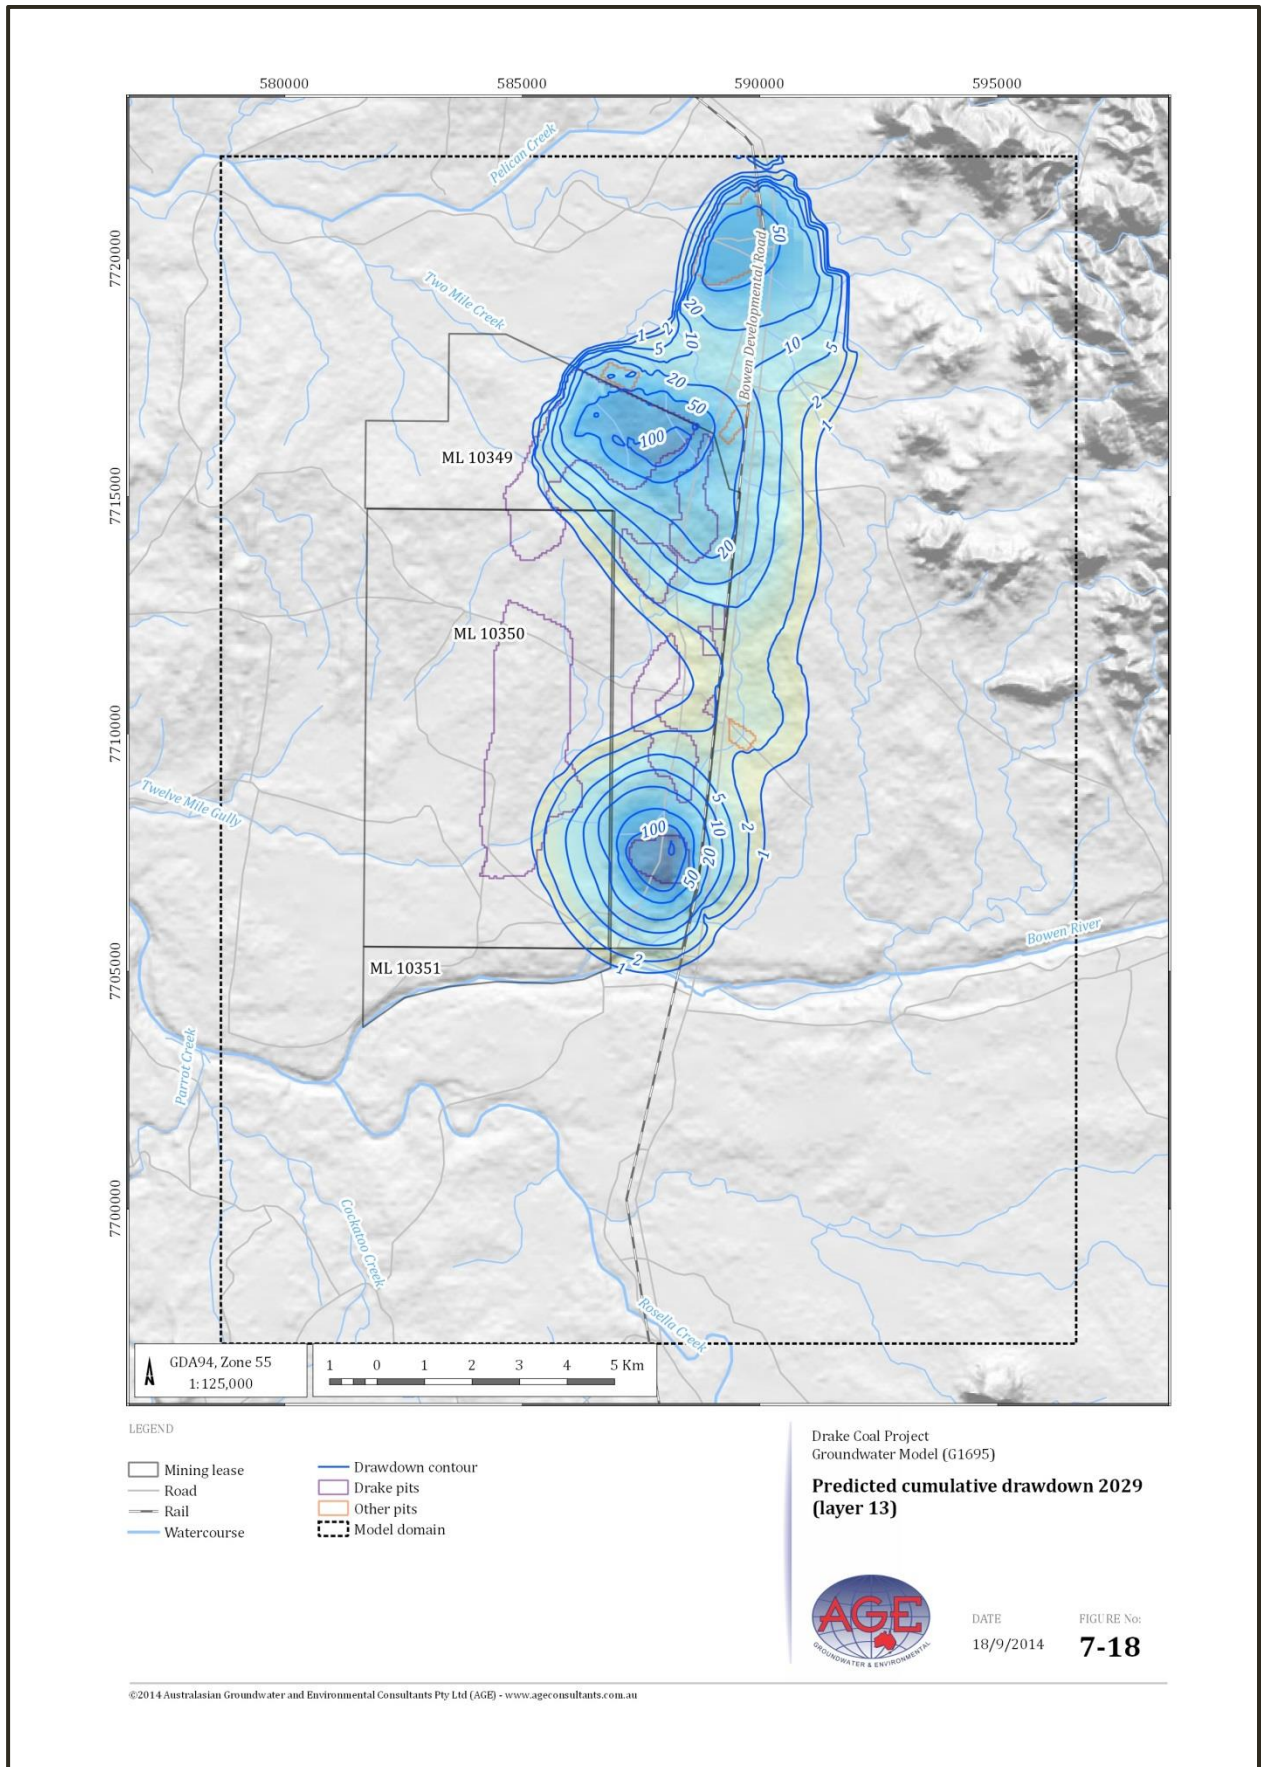 580000 585000 590000 595000
Pelican Creek
7720000
50
Bowen Developmental Road
Two Mile Creek
20
1 2 2
5 10 10 5
20
50 2
1
100
ML 10349
7715000
20
ML 10350
7710000
Twelve Mile Gully
5
100 10 2
20 1
50
Bowen River
2
1
ML 10351
7705000
Parrot Creek
7700000
Cockatoo Creek
Rosella Creek
N
GDA94, Zone 55
1:125,000
1 0 1 2 3 4 5 Km
LEGEND
Mining lease
Road
Rail
Watercourse
Drawdown contour
Drake pits
Other pits
Model domain
Drake Coal Project
Groundwater Model (G1695)
Predicted cumulative drawdown 2029
(layer 13)
AGE
GROUNDWATER & ENVIRONMENTAL
DATE
18/9/2014
FIGURE No:
7-18
©2014 Australasian Groundwater and Environmental Consultants Pty Ltd (AGE) - www.ageconsultants.com.au